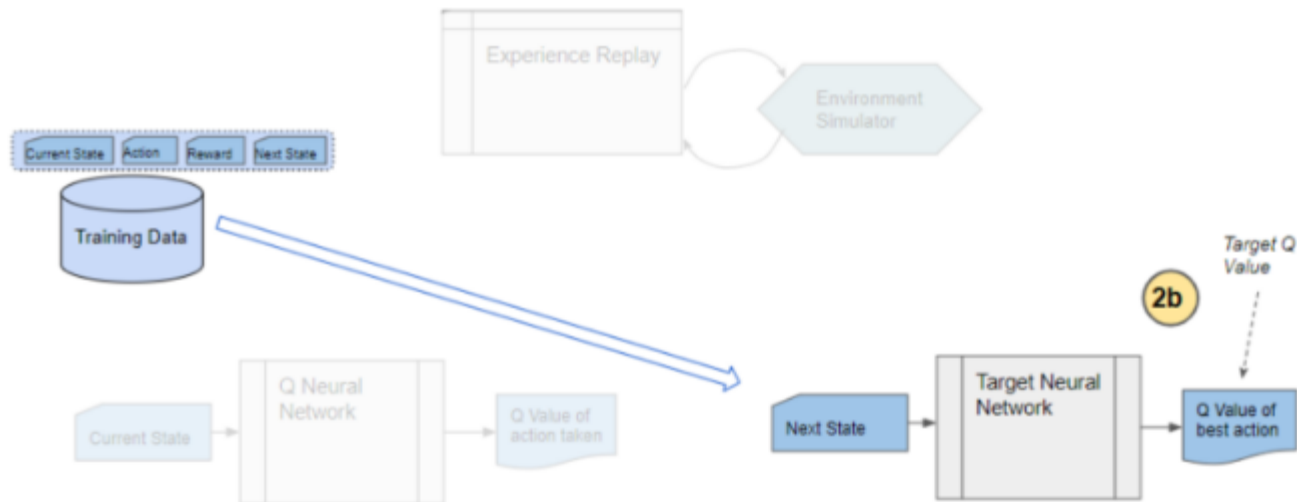 Experience Replay
Environment
Simulator
Current State
Action
Reward
Next State
Training Data
Target Q
Value
2b
Q Neural
Network
Current State
Q Value of
action taken
Next State
Target Neural
Network
Q Value of
best action